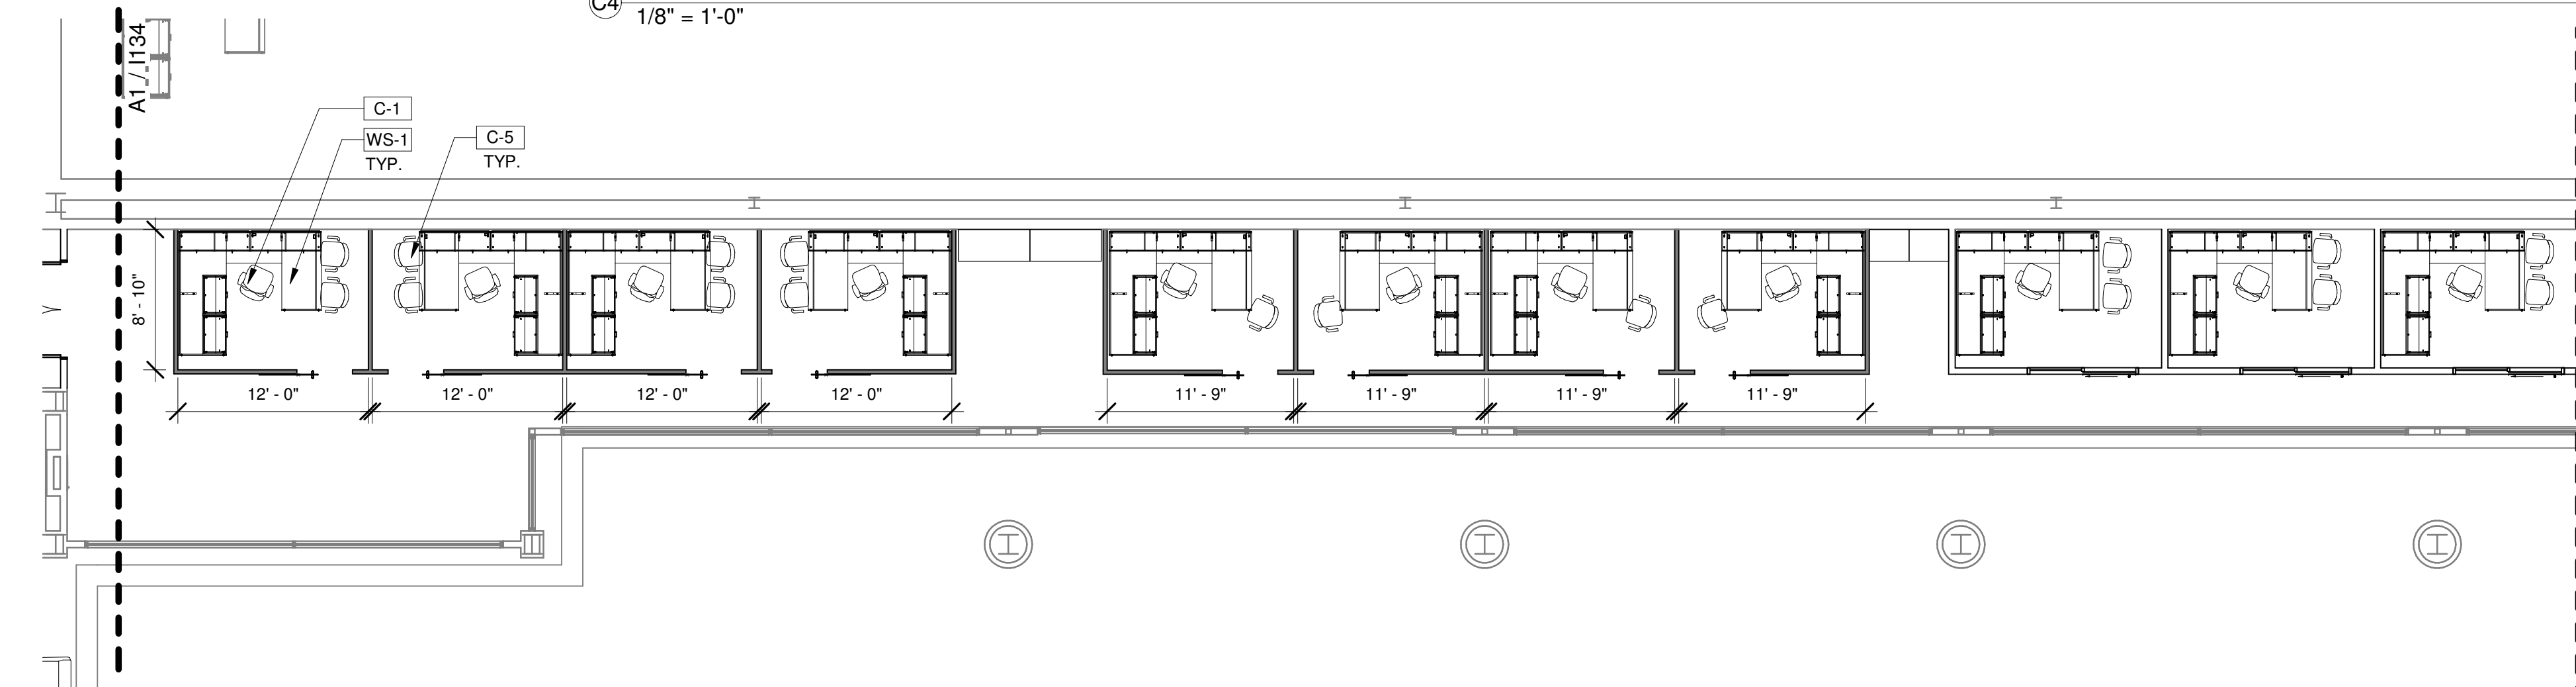 C4
1/8" = 1'-0"
A1 / I134
C-1
WS-1
TYP.
C-5
TYP.
8' - 10"
12' - 0"
12' - 0"
12' - 0"
12' - 0"
11' - 9"
11' - 9"
11' - 9"
11' - 9"